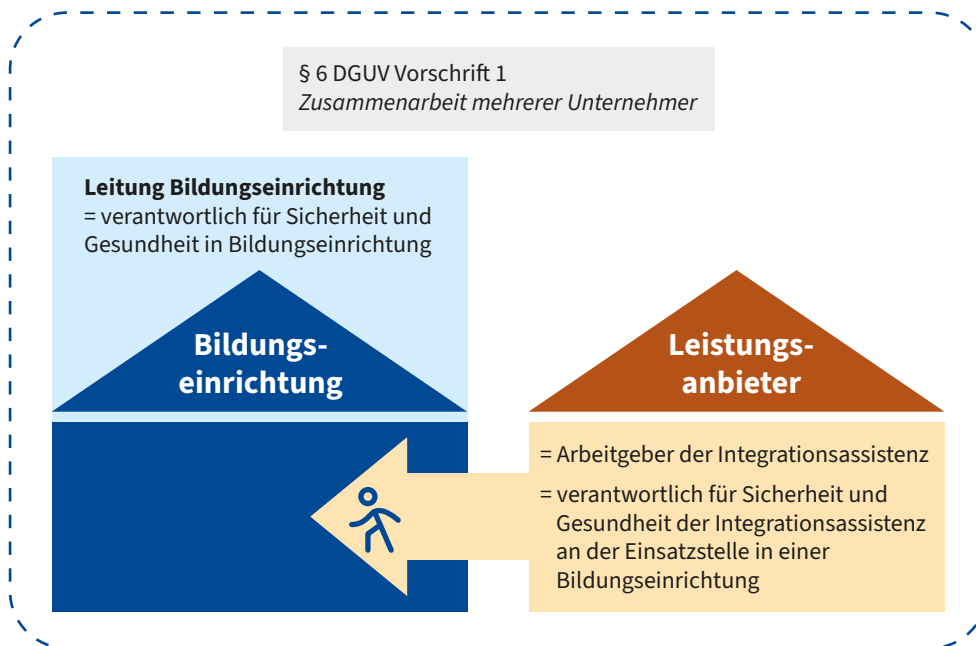 § 6 DGUV Vorschrift 1
Zusammenarbeit mehrerer Unternehmer
Leitung Bildungseinrichtung
= verantwortlich für Sicherheit und
Gesundheit in Bildungseinrichtung
Bildungs-
einrichtung
Leistungs-
anbieter
= Arbeitgeber der Integrationsassistenz
= verantwortlich für Sicherheit und
Gesundheit der Integrationsassistenz
an der Einsatzstelle in einer
Bildungseinrichtung